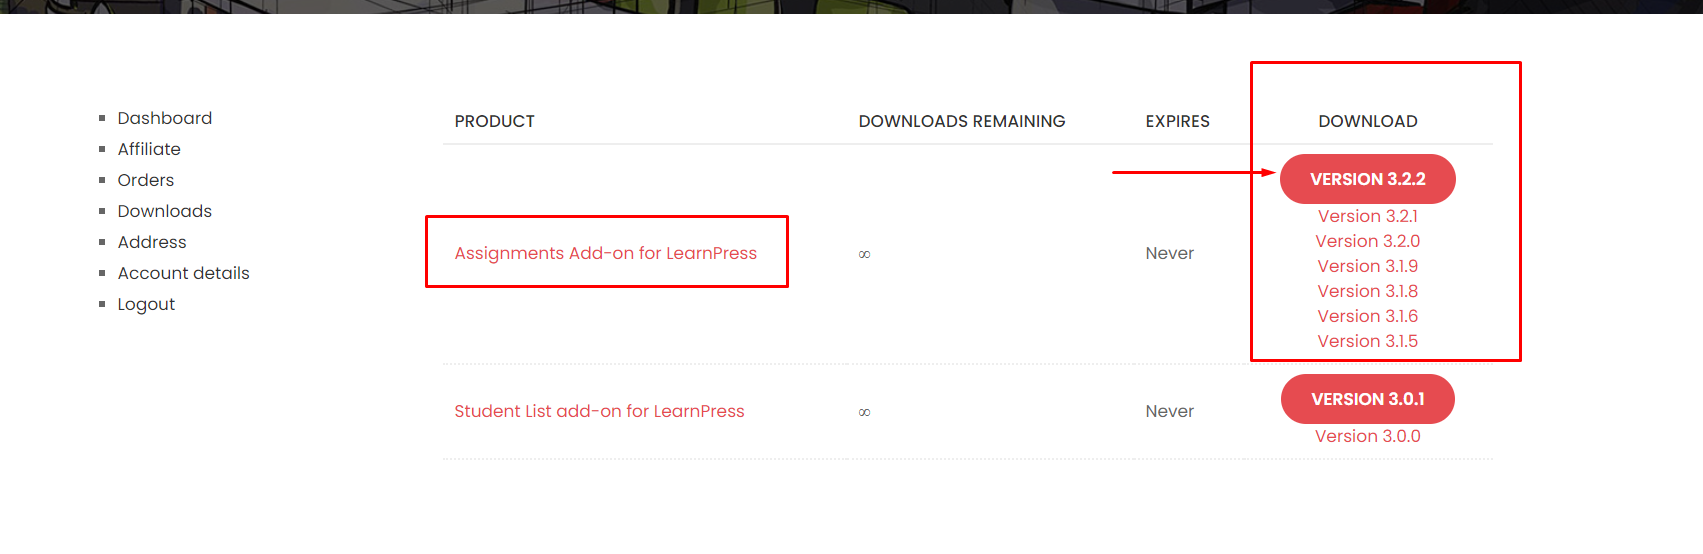 Dashboard
Affiliate
Orders
Downloads
Address
Account details
Logout
PRODUCT DOWNLOADS REMAINING EXPIRES DOWNLOAD
Assignments Add-on for LearnPress ∞ Never
VERSION 3.2.2
Version 3.2.1
Version 3.2.0
Version 3.1.9
Version 3.1.8
Version 3.1.6
Version 3.1.5
Student List add-on for LearnPress ∞ Never
VERSION 3.0.1
Version 3.0.0